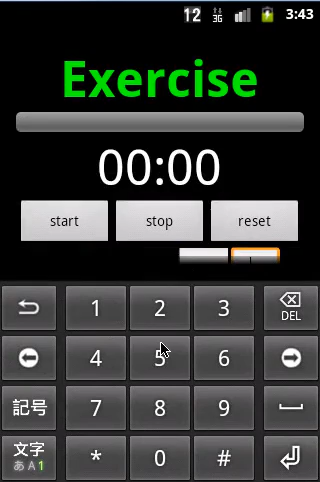 3G 3:43
Exercise
00:00
start stop reset
1 2 3 DEL
4 5 6
記号 7 8 9
文字 あA1 * 0 #